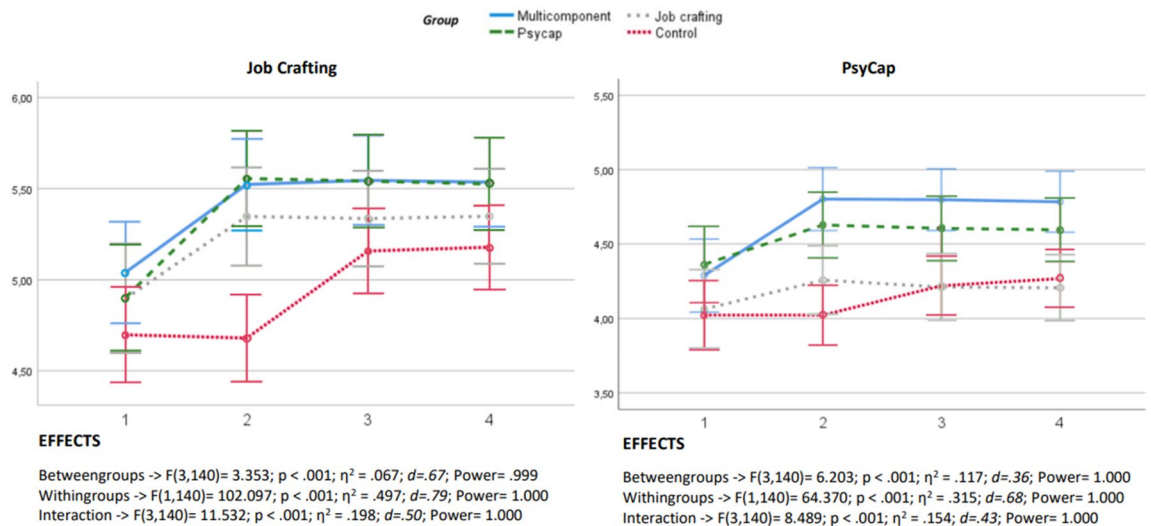 Group
Multicomponent
Job crafting
Psycap
Control
Job Crafting
6,00
5,50
5,00
4,50
1 2 3 4
EFFECTS
Betweengroups -> F(3,140)= 3.353; p < .001; η² = .067; d=.67; Power= .999
Withingroups -> F(1,140)= 102.097; p < .001; η² = .497; d=.79; Power= 1.000
Interaction -> F(3,140)= 11.532; p < .001; η² = .198; d=.50; Power= 1.000
PsyCap
5,50
5,00
4,50
4,00
3,50
1 2 3 4
EFFECTS
Betweengroups -> F(3,140)= 6.203; p < .001; η² = .117; d=.36; Power= 1.000
Withingroups -> F(1,140)= 64.370; p < .001; η² = .315; d=.68; Power= 1.000
Interaction -> F(3,140)= 8.489; p < .001; η² = .154; d=.43; Power= 1.000